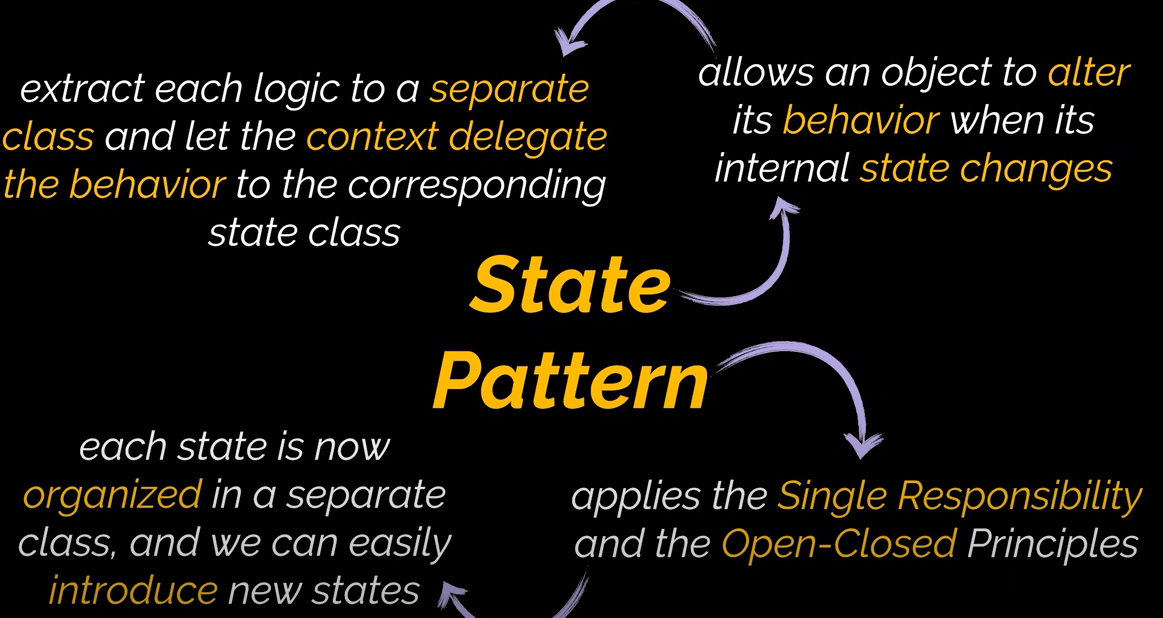 extract each logic to a separate
class and let the context delegate
the behavior to the corresponding
state class
allows an object to alter
its behavior when its
internal state changes
State
Pattern
each state is now
organized in a separate
class, and we can easily
introduce new states
applies the Single Responsibility
and the Open-Closed Principles